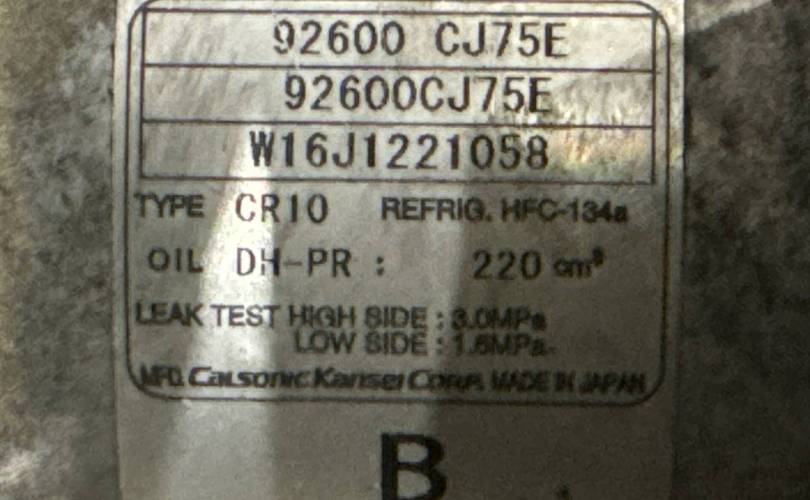 92600 CJ75E
92600CJ75E
W16J1221058
TYPE CR10 REFRIG. HFC-134a
OIL DH-PR : 220 cm³
LEAK TEST HIGH SIDE : 3.0MPa
LOW SIDE : 1.6MPa
MFD. Calsonic Kansei Corp. MADE IN JAPAN
B